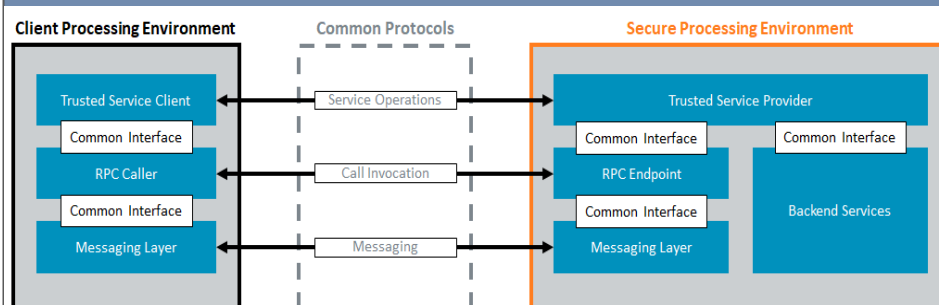 Client Processing Environment
Common Protocols
Secure Processing Environment
Trusted Service Client
Service Operations
Trusted Service Provider
Common Interface
Common Interface
Common Interface
RPC Caller
Call Invocation
RPC Endpoint
Common Interface
Common Interface
Backend Services
Messaging Layer
Messaging
Messaging Layer